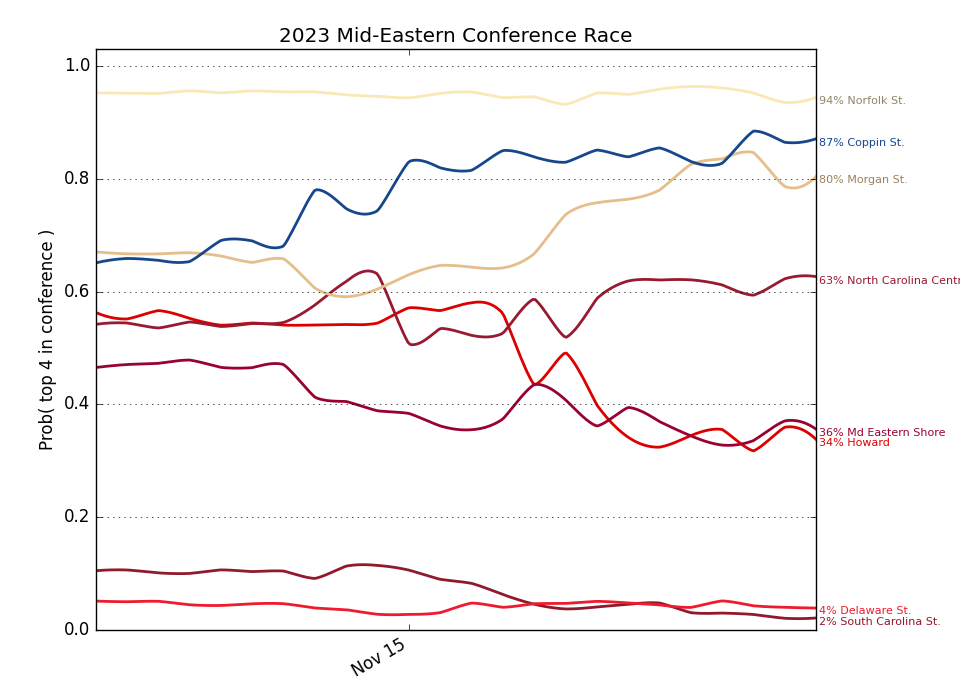 2023 Mid-Eastern Conference Race
Prob( top 4 in conference )
1.0
0.8
0.6
0.4
0.2
0.0
Nov 15
94% Norfolk St.
87% Coppin St.
80% Morgan St.
63% North Carolina Centr
36% Md Eastern Shore
34% Howard
4% Delaware St.
2% South Carolina St.